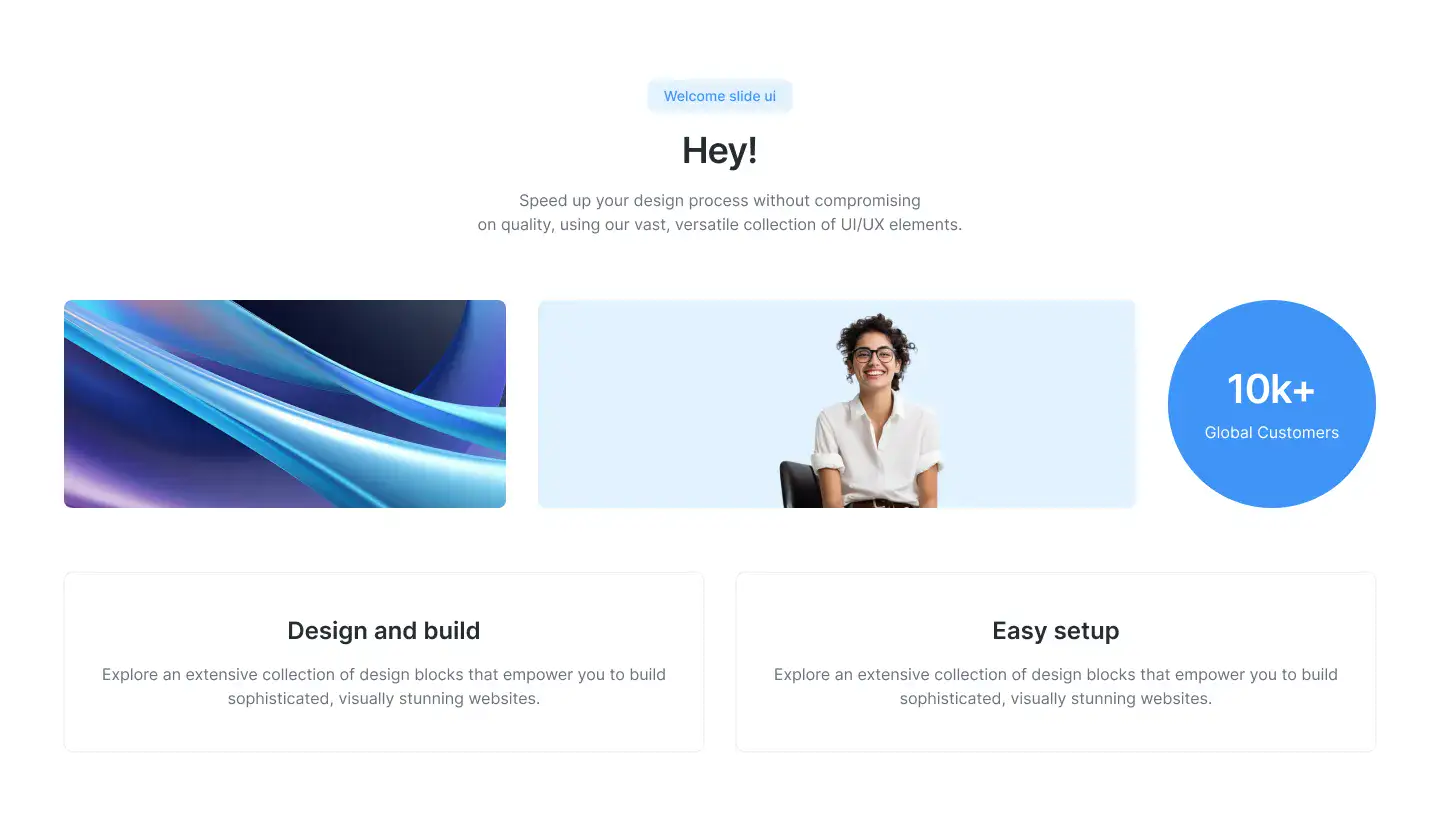 Welcome slide ui
Hey!
Speed up your design process without compromising
on quality, using our vast, versatile collection of UI/UX elements.
10k+
Global Customers
Design and build
Explore an extensive collection of design blocks that empower you to build
sophisticated, visually stunning websites.
Easy setup
Explore an extensive collection of design blocks that empower you to build
sophisticated, visually stunning websites.